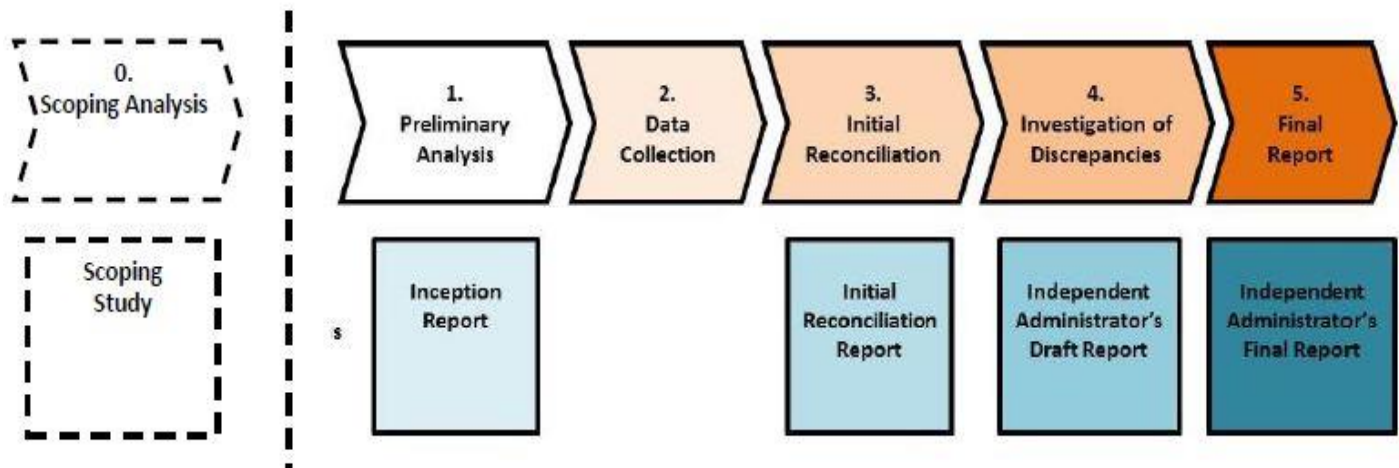 0.
Scoping Analysis
1.
Preliminary
Analysis
2.
Data
Collection
3.
Initial
Reconciliation
4.
Investigation of
Discrepancies
5.
Final
Report
Scoping
Study
s
Inception
Report
Initial
Reconciliation
Report
Independent
Administrator's
Draft Report
Independent
Administrator's
Final Report